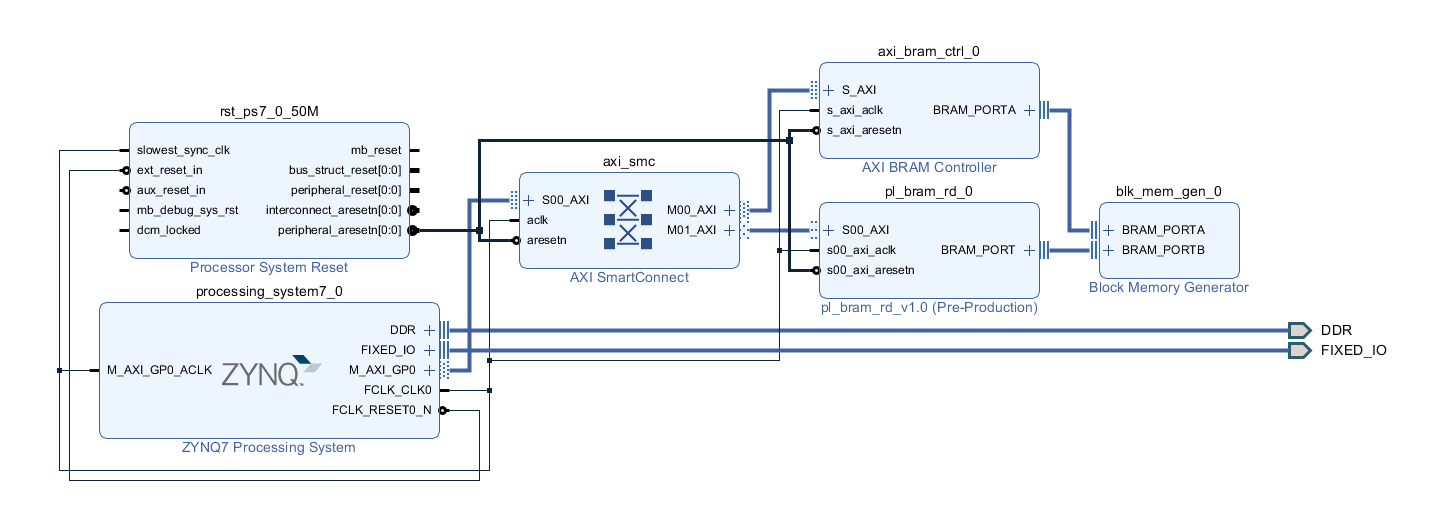 rst_ps7_0_50M
slowest_sync_clk
ext_reset_in
aux_reset_in
mb_debug_sys_rst
dcm_locked
mb_reset
bus_struct_reset[0:0]
peripheral_reset[0:0]
interconnect_aresetn[0:0]
peripheral_aresetn[0:0]
Processor System Reset
processing_system7_0
M_AXI_GP0_ACLK
ZYNQ
DDR
FIXED_IO
M_AXI_GP0
FCLK_CLK0
FCLK_RESET0_N
ZYNQ7 Processing System
axi_smc
S00_AXI
aclk
aresetn
M00_AXI
M01_AXI
AXI SmartConnect
axi_bram_ctrl_0
S_AXI
s_axi_aclk
s_axi_aresetn
BRAM_PORTA
AXI BRAM Controller
pl_bram_rd_0
S00_AXI
s00_axi_aclk
s00_axi_aresetn
BRAM_PORT
pl_bram_rd_v1.0 (Pre-Production)
blk_mem_gen_0
BRAM_PORTA
BRAM_PORTB
Block Memory Generator
DDR
FIXED_IO